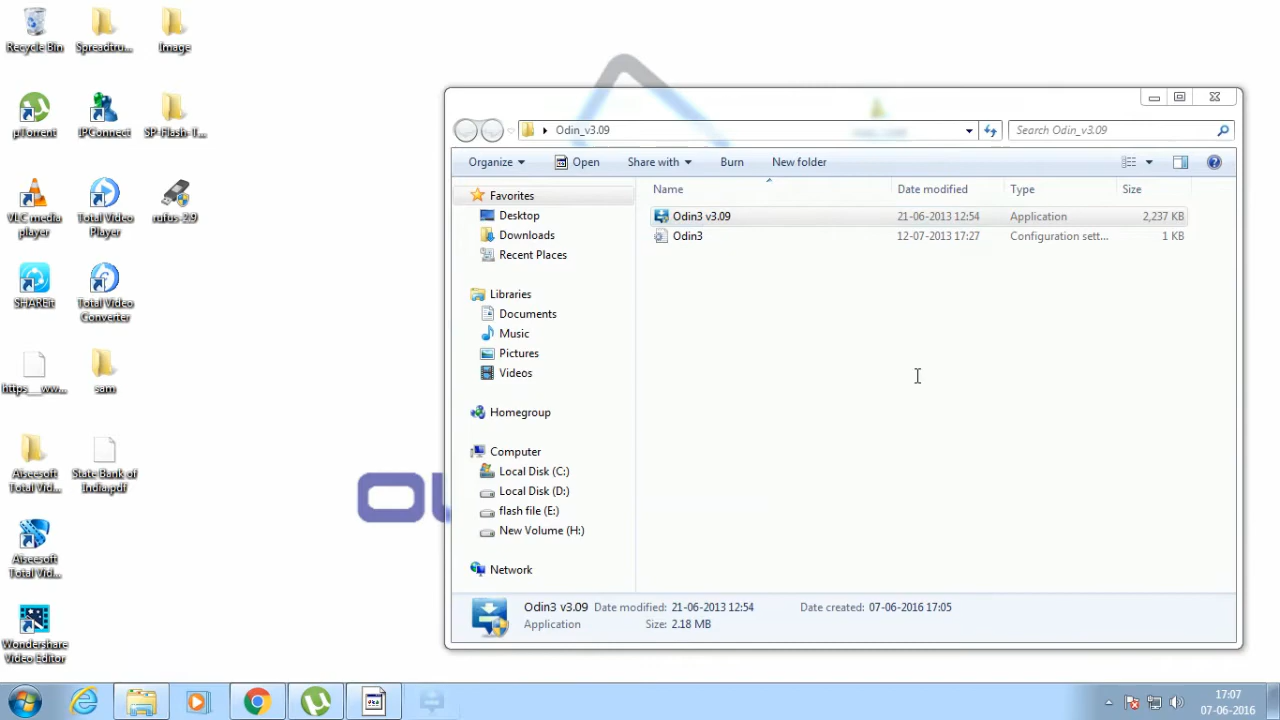 Recycle Bin
Spreadtru...
Image
µTorrent
IPConnect
SP-Flash-T...
VLC media
player
Total Video
Player
rufus-2.9
SHAREit
Total Video
Converter
https__ww...
sam
Aiseesoft
Total Vid...
State Bank of
India.pdf
Aiseesoft
Total Vid...
Wondershare
Video Editor
Odin_v3.09
Search Odin_v3.09
Organize
Open
Share with
Burn
New folder
Favorites
Desktop
Downloads
Recent Places
Libraries
Documents
Music
Pictures
Videos
Homegroup
Computer
Local Disk (C:)
Local Disk (D:)
flash file (E:)
New Volume (H:)
Network
Name Date modified Type Size
Odin3 v3.09 21-06-2013 12:54 Application 2,237 KB
Odin3 12-07-2013 17:27 Configuration sett... 1 KB
Odin3 v3.09 Date modified: 21-06-2013 12:54 Date created: 07-06-2016 17:05
Application Size: 2.18 MB
17:07
07-06-2016